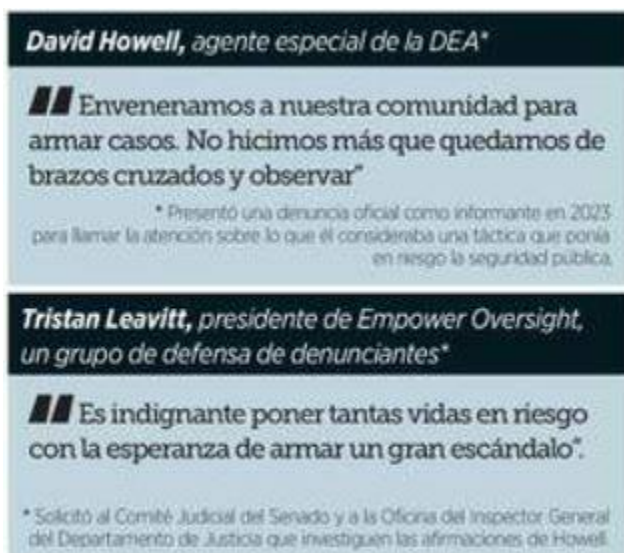 David Howell, agente especial de la DEA*
" Envenenamos a nuestra comunidad para
armar casos. No hicimos más que quedarnos de
brazos cruzados y observar"
* Presentó una denuncia oficial como informante en 2023
para llamar la atención sobre lo que él consideraba una táctica que ponía
en riesgo la seguridad pública.
Tristan Leavitt, presidente de Empower Oversight,
un grupo de defensa de denunciantes*
" Es indignante poner tantas vidas en riesgo
con la esperanza de armar un gran escándalo".
* Solicitó al Comité Judicial del Senado y a la Oficina del Inspector General
del Departamento de Justicia que investiguen las afirmaciones de Howell.